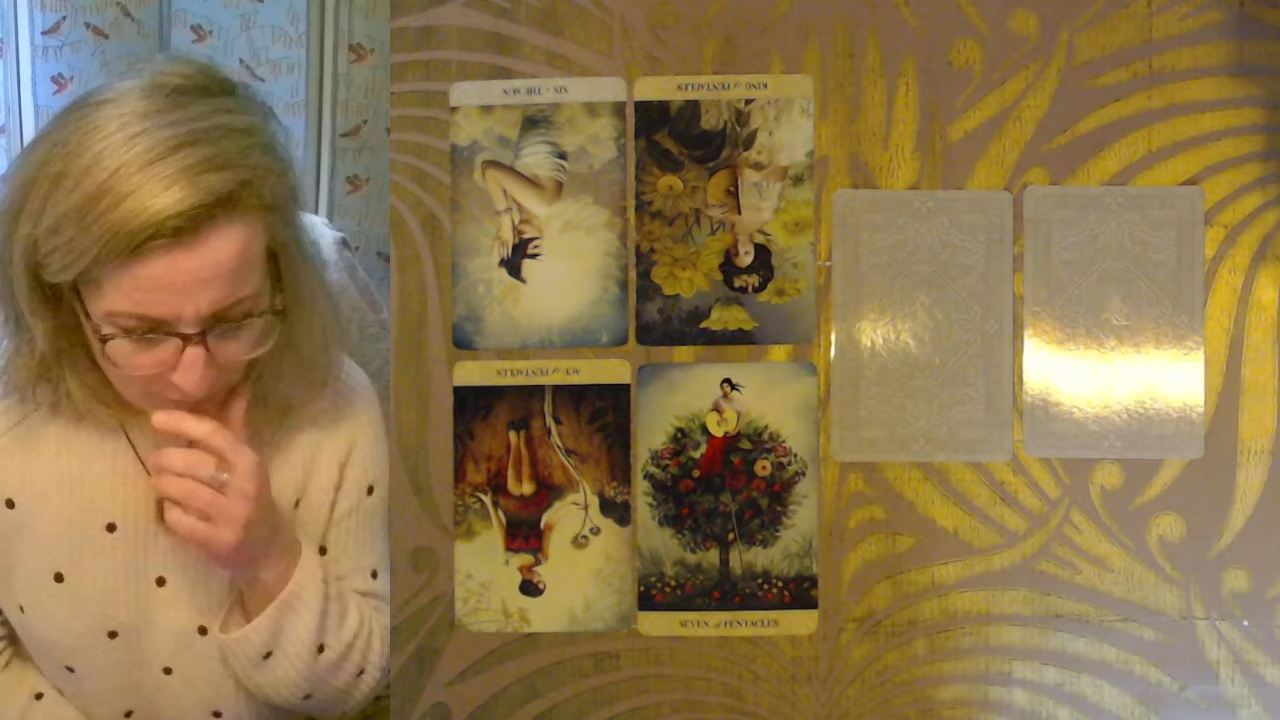 XIX • THE SUN
KING of PENTACLES
ACE of PENTACLES
SEVEN of PENTACLES